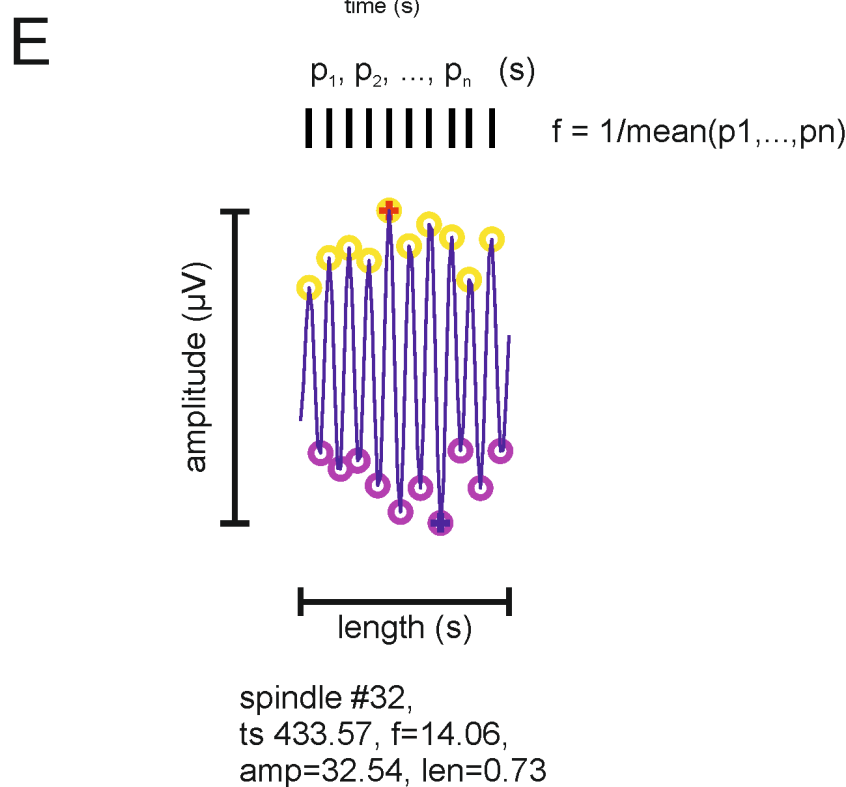 time (s)
E
p1, p2, ..., pn (s)
f = 1/mean(p1,...,pn)
amplitude (µV)
length (s)
spindle #32,
ts 433.57, f=14.06,
amp=32.54, len=0.73